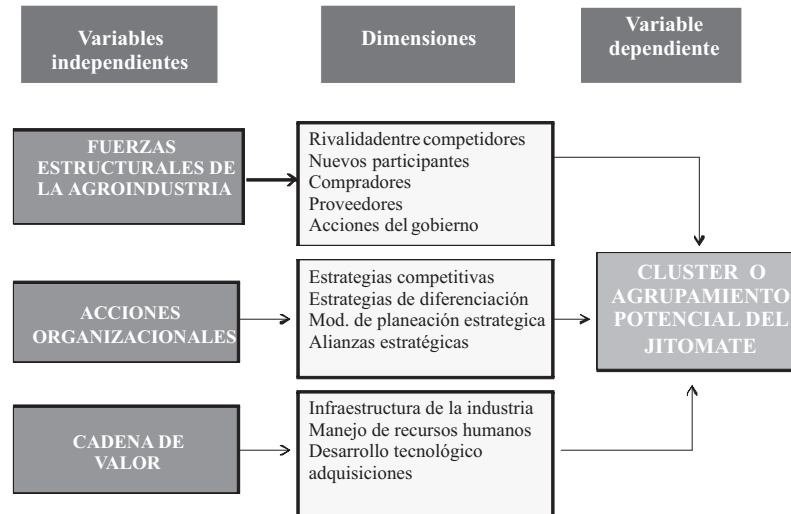 Variables
independientes
Dimensiones
Variable
dependiente
FUERZAS
ESTRUCTURALES DE
LA AGROINDUSTRIA
Rivalidadentre competidores
Nuevos participantes
Compradores
Proveedores
Acciones del gobierno
ACCIONES
ORGANIZACIONALES
Estrategias competitivas
Estrategias de diferenciación
Mod. de planeación estrategica
Alianzas estratégicas
CADENA DE
VALOR
Infraestructura de la industria
Manejo de recursos humanos
Desarrollo tecnológico
adquisiciones
CLUSTER O
AGRUPAMIENTO
POTENCIAL DEL
JITOMATE